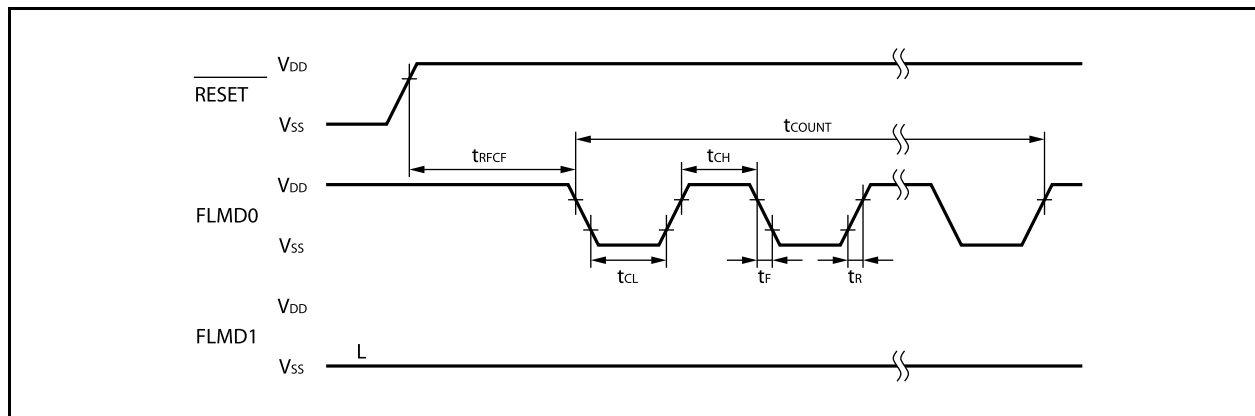 VDD
RESET
VSS
tCOUNT
tRFCF
tCH
VDD
FLMD0
VSS
tCL
tF
tR
VDD
FLMD1
L
VSS